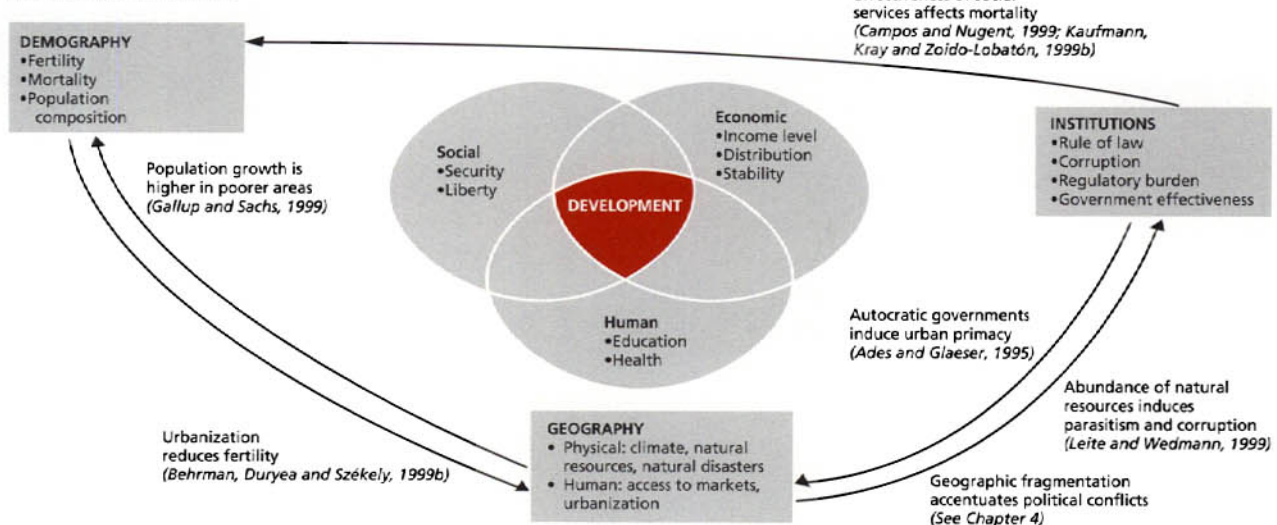 services affects mortality
(Campos and Nugent, 1999; Kaufmann,
Kray and Zoido-Lobatón, 1999b)
DEMOGRAPHY
•Fertility
•Mortality
•Population
composition
Economic
•Income level
•Distribution
•Stability
INSTITUTIONS
•Rule of law
•Corruption
•Regulatory burden
•Government effectiveness
Social
•Security
•Liberty
Population growth is
higher in poorer areas
(Gallup and Sachs, 1999)
DEVELOPMENT
Human
•Education
•Health
Autocratic governments
induce urban primacy
(Ades and Glaeser, 1995)
Abundance of natural
resources induces
parasitism and corruption
(Leite and Wedmann, 1999)
GEOGRAPHY
• Physical: climate, natural
resources, natural disasters
• Human: access to markets,
urbanization
Urbanization
reduces fertility
(Behrman, Duryea and Székely, 1999b)
Geographic fragmentation
accentuates political conflicts
(See Chapter 4)